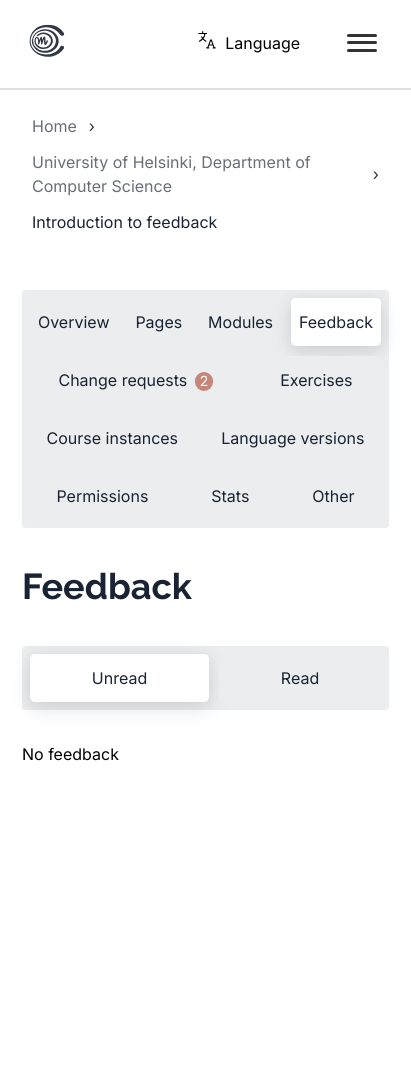 Language
Home ›
University of Helsinki, Department of
Computer Science ›
Introduction to feedback
Overview Pages Modules Feedback
Change requests 2 Exercises
Course instances Language versions
Permissions Stats Other
Feedback
Unread Read
No feedback